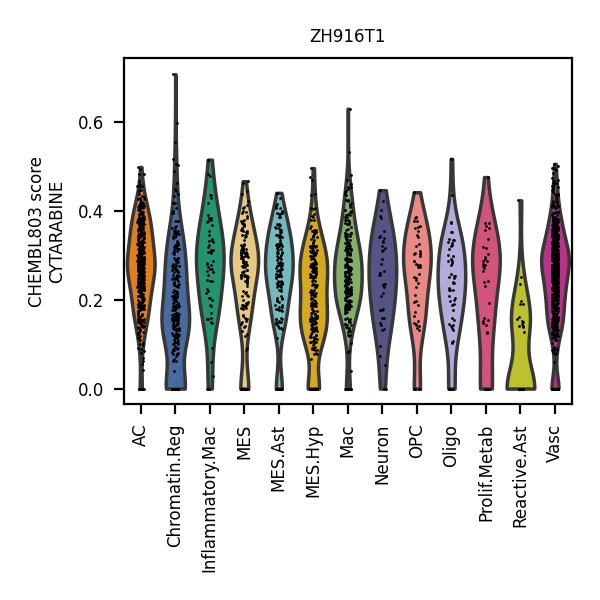 ZH916T1
CHEMBL803 score
CYTARABINE
0.6
0.4
0.2
0.0
AC
Chromatin.Reg
Inflammatory.Mac
MES
MES.Ast
MES.Hyp
Mac
Neuron
OPC
Oligo
Prolif.Metab
Reactive.Ast
Vasc